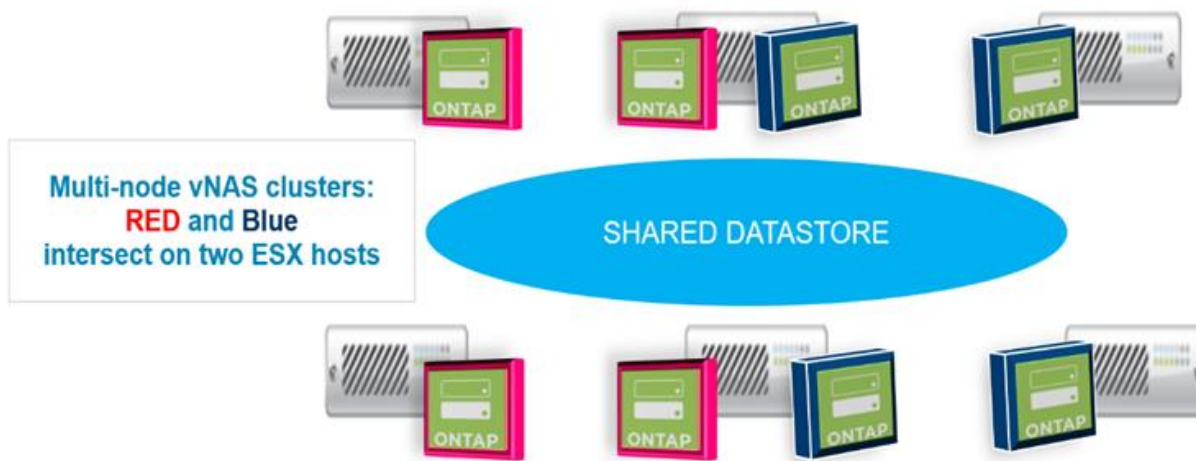 ONTAP
ONTAP
ONTAP
ONTAP
Multi-node vNAS clusters:
RED and Blue
intersect on two ESX hosts
SHARED DATASTORE
ONTAP
ONTAP
ONTAP
ONTAP